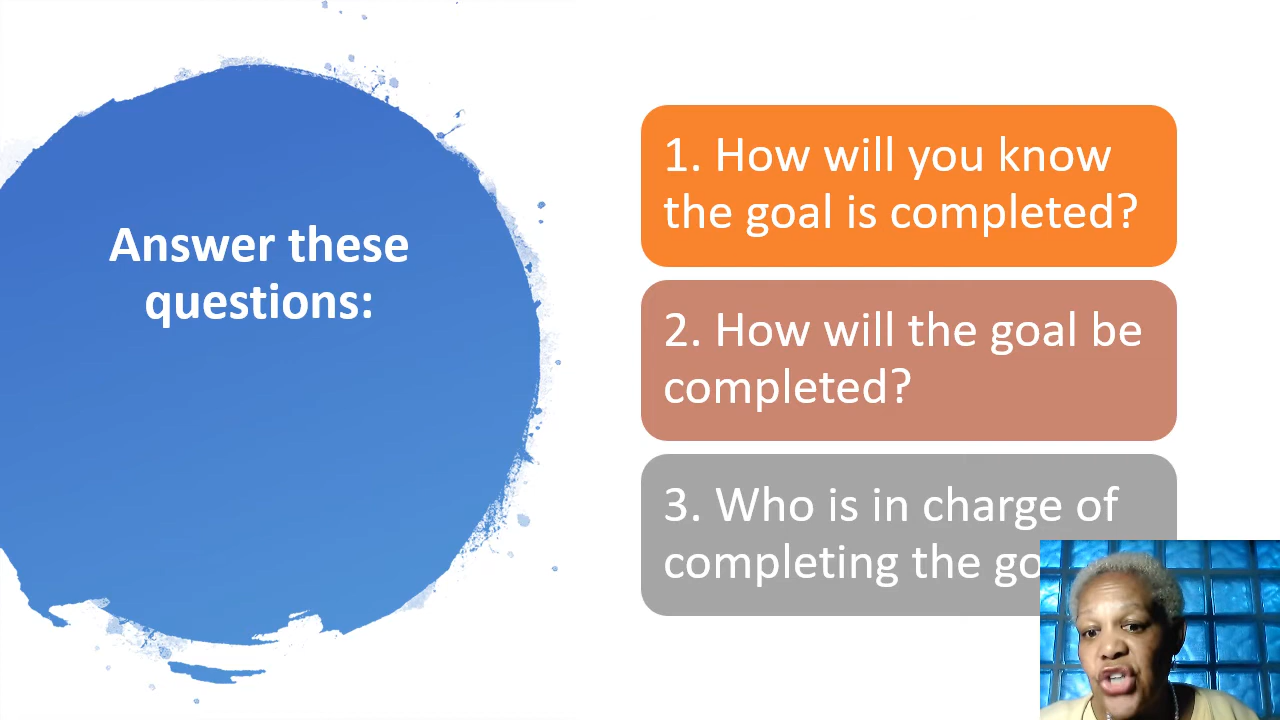 Answer these
questions:
1. How will you know
the goal is completed?
2. How will the goal be
completed?
3. Who is in charge of
completing the